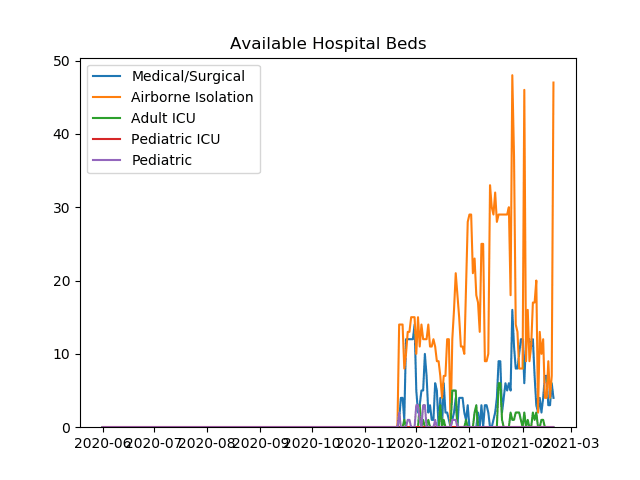 Available Hospital Beds
50
40
30
20
10
0
Medical/Surgical
Airborne Isolation
Adult ICU
Pediatric ICU
Pediatric
2020-06 2020-07 2020-08 2020-09 2020-10 2020-11 2020-12 2021-01 2021-02 2021-03